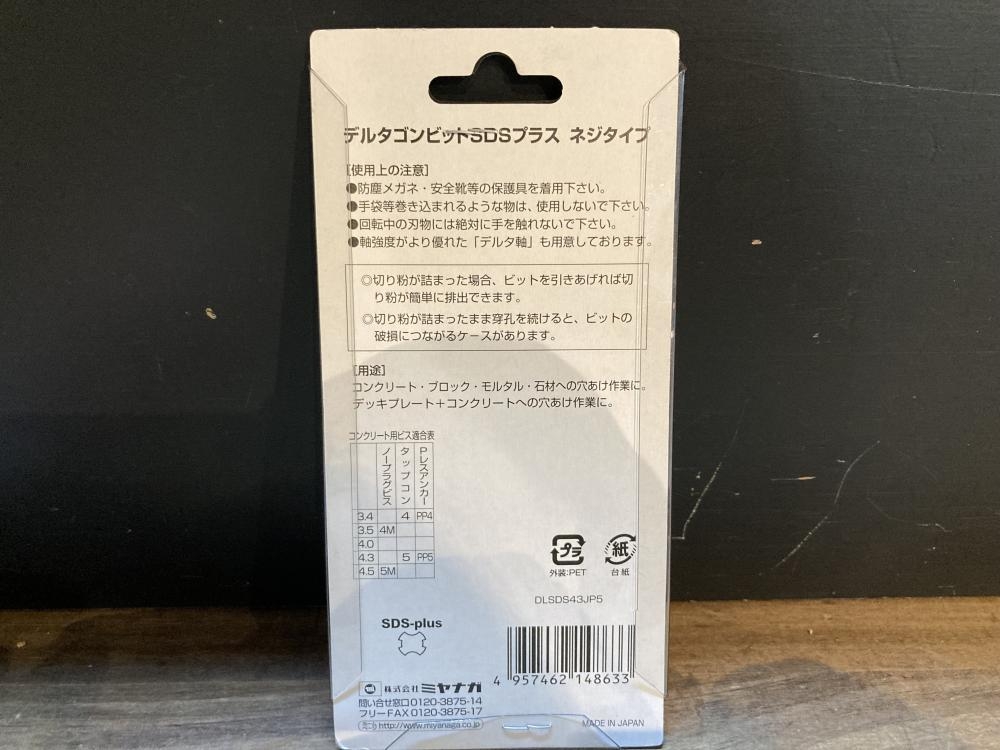 デルタゴンビットSDSプラス ネジタイプ
[使用上の注意]
●防塵メガネ・安全靴等の保護具を着用下さい。
●手袋等巻き込まれるような物は、使用しないで下さい。
●回転中の刃物には絶対に手を触れないで下さい。
●軸強度がより優れた「デルタ軸」も用意しております。
◎切り粉が詰まった場合、ビットを引きあげれば切
り粉が簡単に排出できます。
◎切り粉が詰まったまま穿孔を続けると、ビットの
破損につながるケースがあります。
[用途]
コンクリート・ブロック・モルタル・石材への穴あけ作業に。
デッキプレート+コンクリートへの穴あけ作業に。
コンクリート用ビス適合表
ノープラグビス タップコン Pレスアンカー
3.4 4 PP4
3.5 4M
4.0
4.3 5 PP5
4.5 5M
プラ 紙
外装:PET 台紙
DLSDS43JP5
SDS-plus
4 957462 148633
株式会社ミヤナガ
問い合せ窓口0120-3875-14
フリーFAX0120-3875-17
http://www.miyanaga.co.jp
MADE IN JAPAN